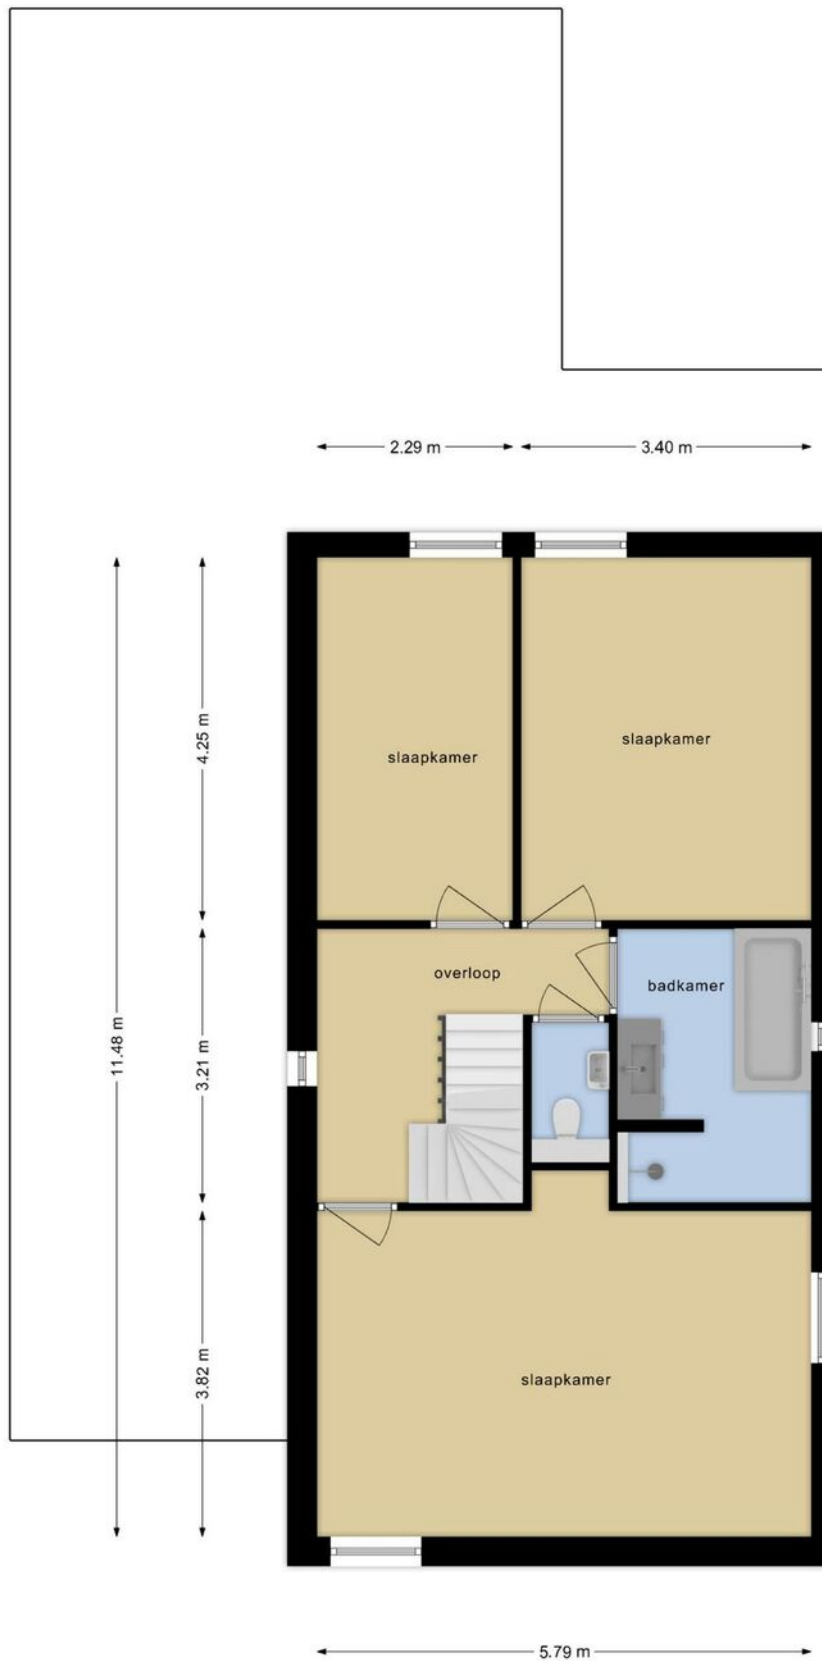 2.29 m
3.40 m
4.25 m
slaapkamer
slaapkamer
overloop
badkamer
11.48 m
3.21 m
3.82 m
slaapkamer
5.79 m